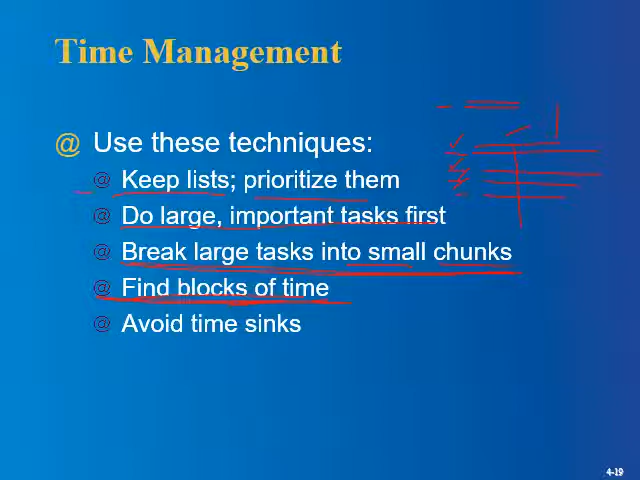 Time Management
@ Use these techniques:
@ Keep lists; prioritize them
@ Do large, important tasks first
@ Break large tasks into small chunks
@ Find blocks of time
@ Avoid time sinks
4-19